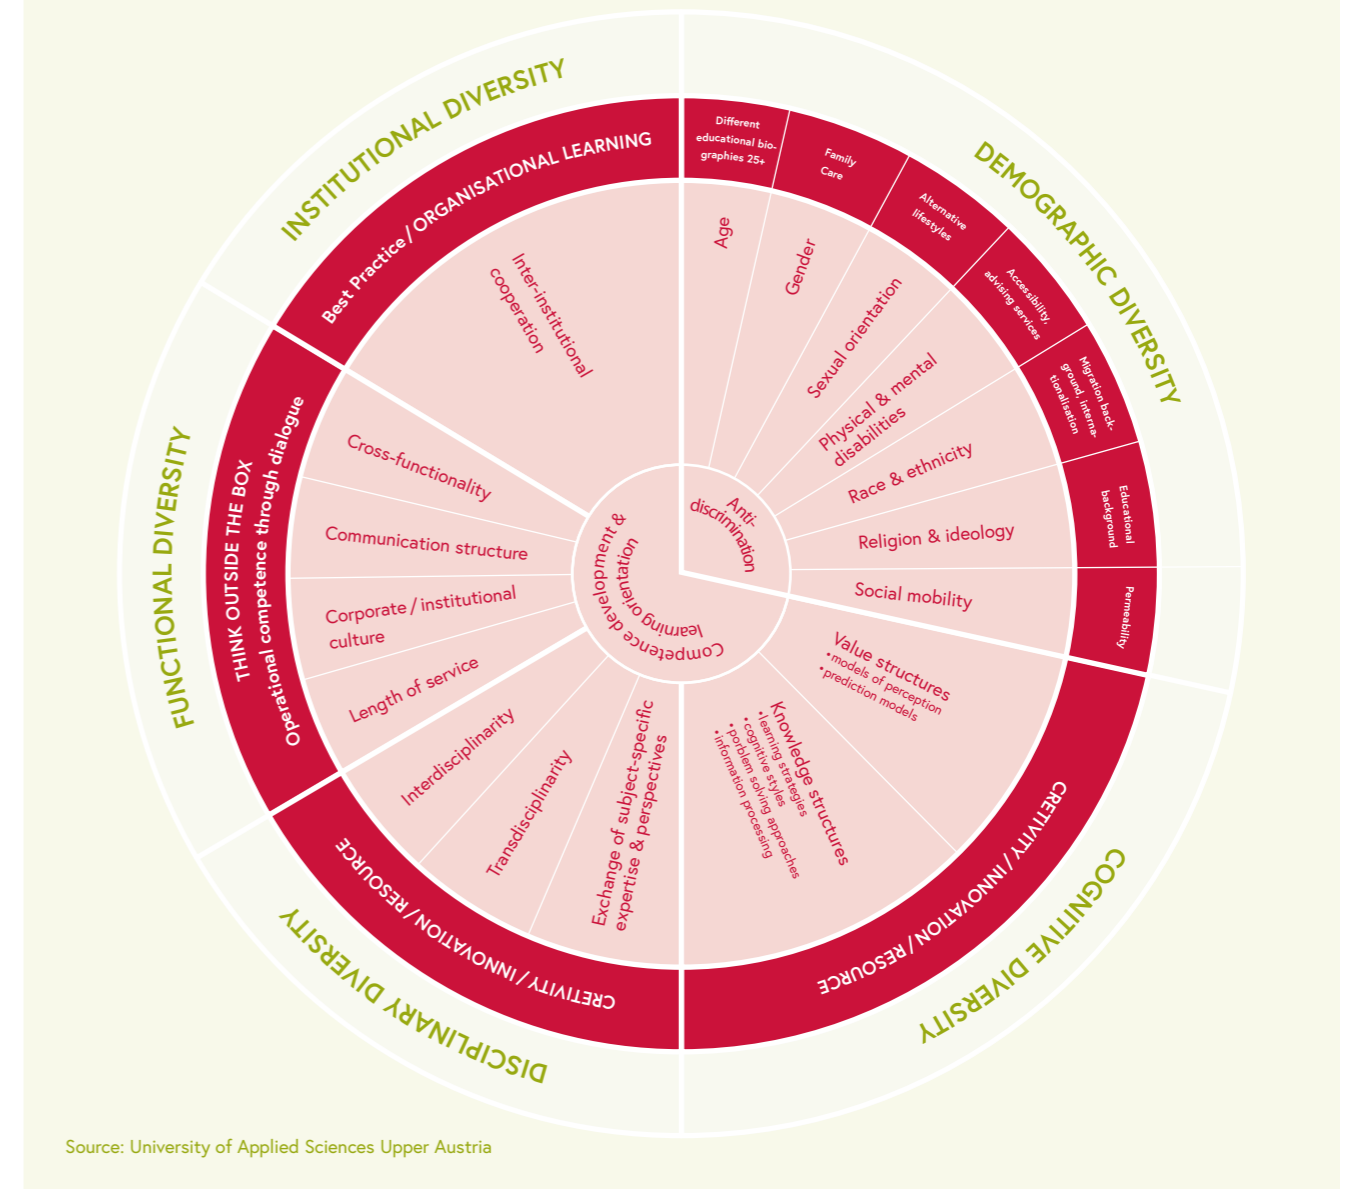 INSTITUTIONAL DIVERSITY
Best Practice / ORGANISATIONAL LEARNING
Inter-institutional
cooperation
DEMOGRAPHIC DIVERSITY
Different
educational bio-
graphies 25+
Family
Care
Alternative
lifestyles
Accessibility,
advising services
Migration back-
ground, interna-
tionalisation
Educational
background
Permeability
Age
Gender
Sexual orientation
Physical & mental
disabilities
Race & ethnicity
Religion & ideology
Social mobility
Anti-
discrimination
FUNCTIONAL DIVERSITY
THINK OUTSIDE THE BOX
Operational competence through dialogue
Cross-functionality
Communication structure
Corporate / institutional
culture
Length of service
Competence development &
learning orientation
COGNITIVE DIVERSITY
CRETIVITY / INNOVATION / RESOURCE
Value structures
•models of perception
•prediction models
Knowledge structures
•learning strategies
•cognitive styles
•porblem solving approaches
•information processing
DISCIPLINARY DIVERSITY
CRETIVITY / INNOVATION / RESOURCE
Interdisciplinarity
Transdisciplinarity
Exchange of subject-specific
expertise & perspectives
Source: University of Applied Sciences Upper Austria